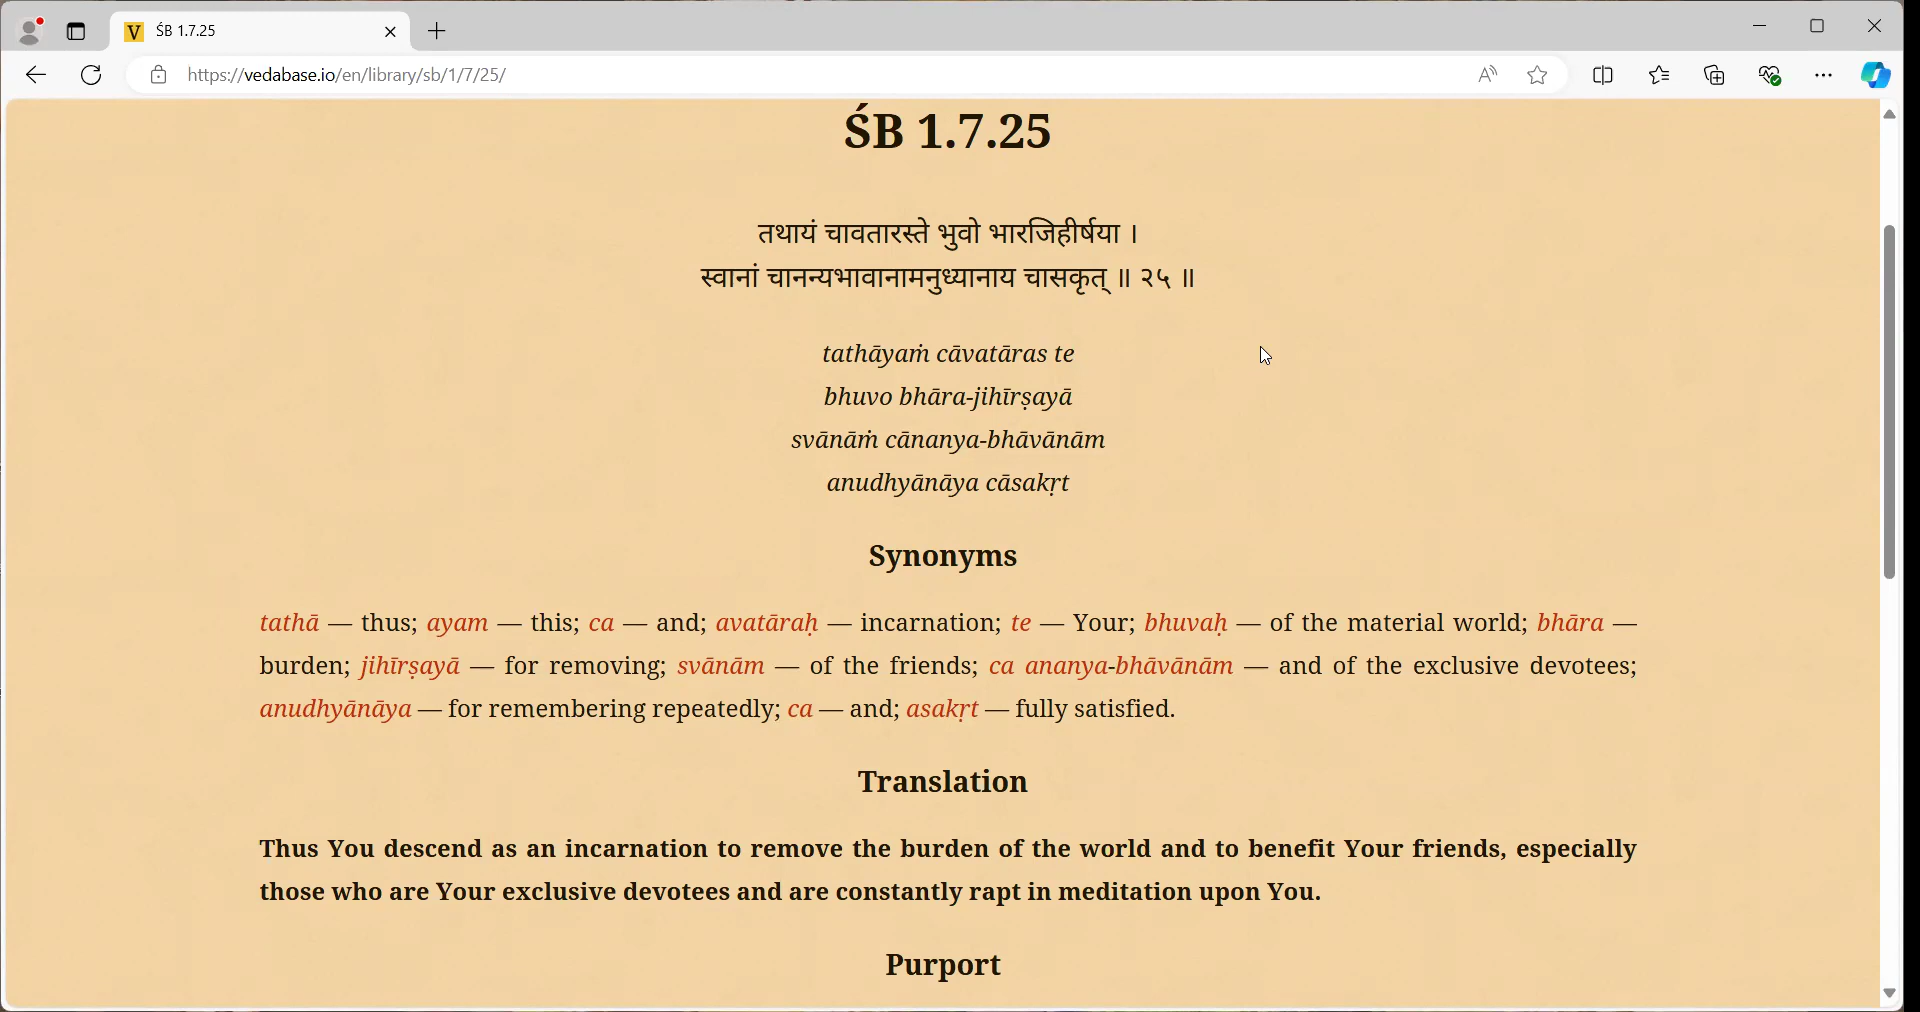 ŚB 1.7.25
https://vedabase.io/en/library/sb/1/7/25/
ŚB 1.7.25
तथायं चावतारस्ते भुवो भारजिहीर्षया ।
स्वानां चानन्यभावानामनुध्यानाय चासकृत् ॥ २५ ॥
tathāyaṁ cāvatāras te
bhuvo bhāra-jihīrṣayā
svānāṁ cānanya-bhāvānām
anudhyānāya cāsakṛt
Synonyms
tathā — thus; ayam — this; ca — and; avatāraḥ — incarnation; te — Your; bhuvaḥ — of the material world; bhāra —
burden; jihīrṣayā — for removing; svānām — of the friends; ca ananya-bhāvānām — and of the exclusive devotees;
anudhyānāya — for remembering repeatedly; ca — and; asakṛt — fully satisfied.
Translation
Thus You descend as an incarnation to remove the burden of the world and to benefit Your friends, especially
those who are Your exclusive devotees and are constantly rapt in meditation upon You.
Purport